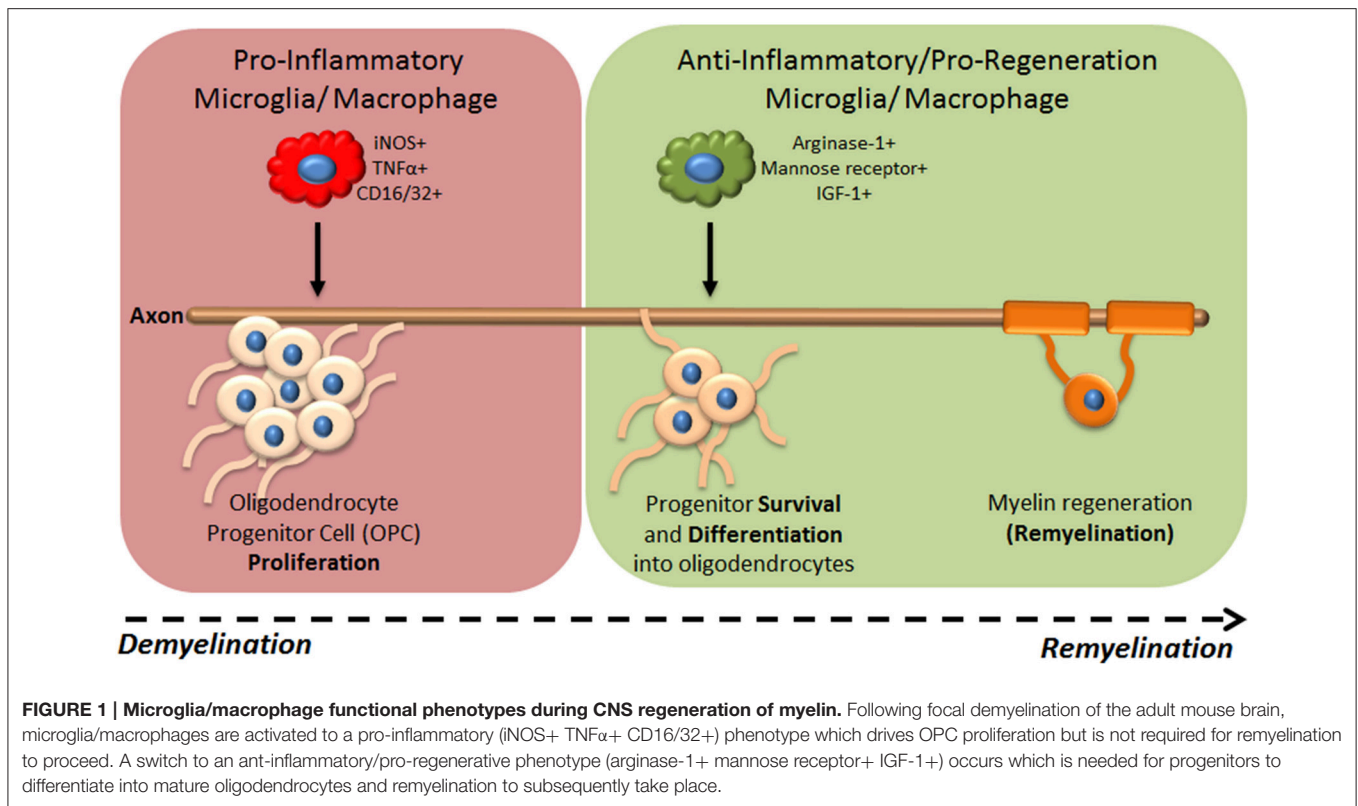 Pro-Inflammatory
Microglia/ Macrophage
iNOS+
TNFα+
CD16/32+
Anti-Inflammatory/Pro-Regeneration
Microglia/ Macrophage
Arginase-1+
Mannose receptor+
IGF-1+
Axon
Oligodendrocyte
Progenitor Cell (OPC)
Proliferation
Progenitor Survival
and Differentiation
into oligodendrocytes
Myelin regeneration
(Remyelination)
Demyelination
Remyelination
FIGURE 1 | Microglia/macrophage functional phenotypes during CNS regeneration of myelin. Following focal demyelination of the adult mouse brain,
microglia/macrophages are activated to a pro-inflammatory (iNOS+ TNFα+ CD16/32+) phenotype which drives OPC proliferation but is not required for remyelination
to proceed. A switch to an ant-inflammatory/pro-regenerative phenotype (arginase-1+ mannose receptor+ IGF-1+) occurs which is needed for progenitors to
differentiate into mature oligodendrocytes and remyelination to subsequently take place.